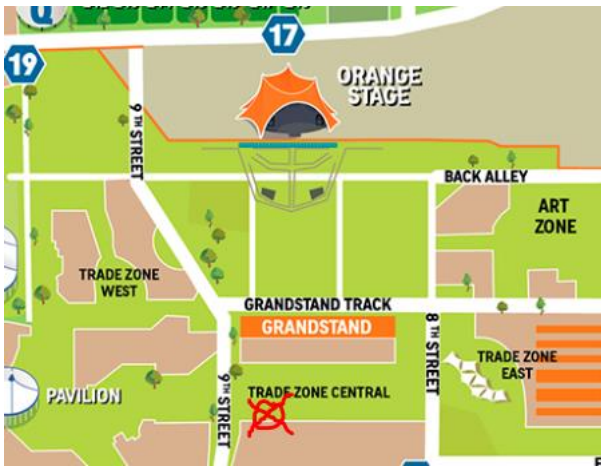 Q
17
19
ORANGE
STAGE
9TH STREET
BACK ALLEY
ART
ZONE
TRADE ZONE
WEST
GRANDSTAND TRACK
GRANDSTAND
8TH STREET
TRADE ZONE
EAST
PAVILION
9TH STREET
TRADE ZONE CENTRAL